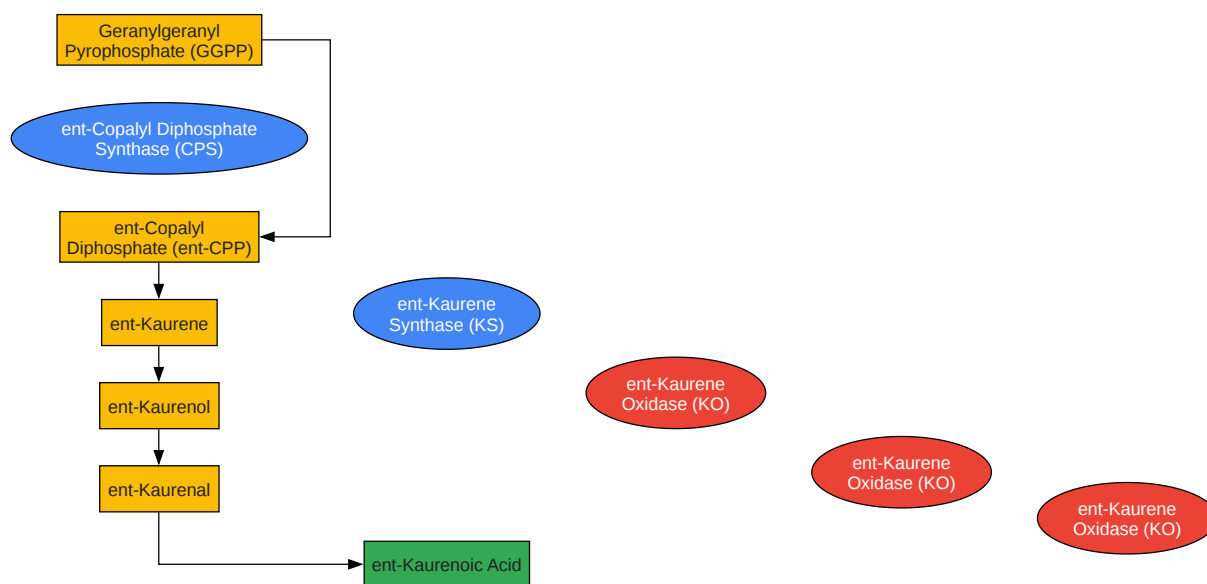 Geranylgeranyl
Pyrophosphate (GGPP)
ent-Copalyl Diphosphate
Synthase (CPS)
ent-Copalyl
Diphosphate (ent-CPP)
ent-Kaurene
Synthase (KS)
ent-Kaurene
ent-Kaurene
Oxidase (KO)
ent-Kaurenol
ent-Kaurene
Oxidase (KO)
ent-Kaurenal
ent-Kaurene
Oxidase (KO)
ent-Kaurenoic Acid